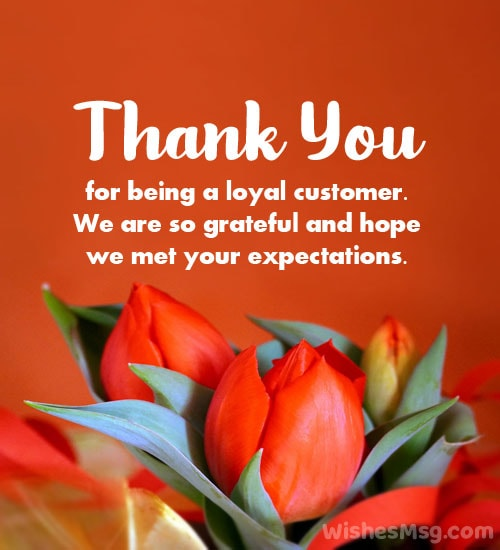 Thank You
for being a loyal customer.
We are so grateful and hope
we met your expectations.
WishesMsg.com